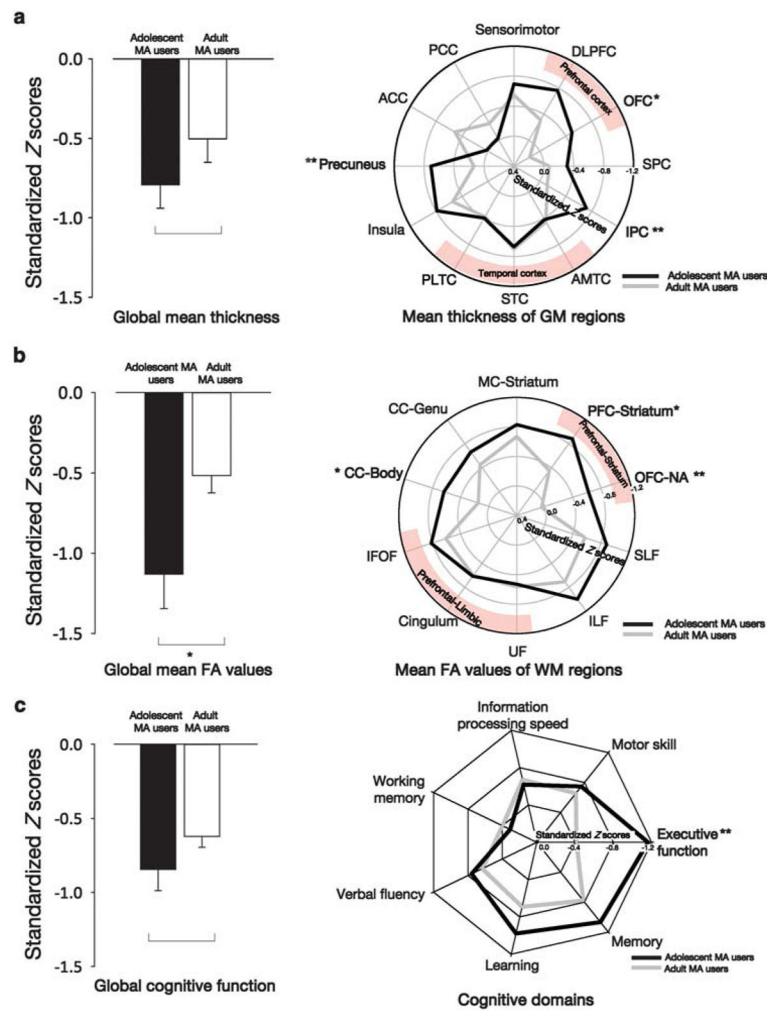 a
Adolescent Adult
MA users MA users
0.0
-0.5
-1.0
-1.5
Standardized Z scores
Global mean thickness
Sensorimotor
DLPFC
Prefrontal cortex
OFC*
SPC
IPC **
AMTC
STC
Temporal cortex
PLTC
Insula
** Precuneus
ACC
PCC
0.4 0.0 -0.4 -0.8 -1.2
Standardized Z scores
Adolescent MA users
Adult MA users
Mean thickness of GM regions
b
Adolescent MA Adult
users MA users
0.0
-0.5
-1.0
-1.5
Standardized Z scores
*
Global mean FA values
MC-Striatum
PFC-Striatum*
Prefrontal-Striatum
OFC-NA **
SLF
ILF
UF
Cingulum
Prefrontal-Limbic
IFOF
* CC-Body
CC-Genu
0.4 0.0 -0.4 -0.8 -1.2
Standardized Z scores
Adolescent MA users
Adult MA users
Mean FA values of WM regions
c
Adolescent Adult
MA users MA users
0.0
-0.5
-1.0
-1.5
Standardized Z scores
Global cognitive function
Information
processing speed
Motor skill
Executive **
function
Memory
Learning
Verbal fluency
Working
memory
Standardized Z scores
0.0 -0.4 -0.8 -1.2
Adolescent MA users
Adult MA users
Cognitive domains